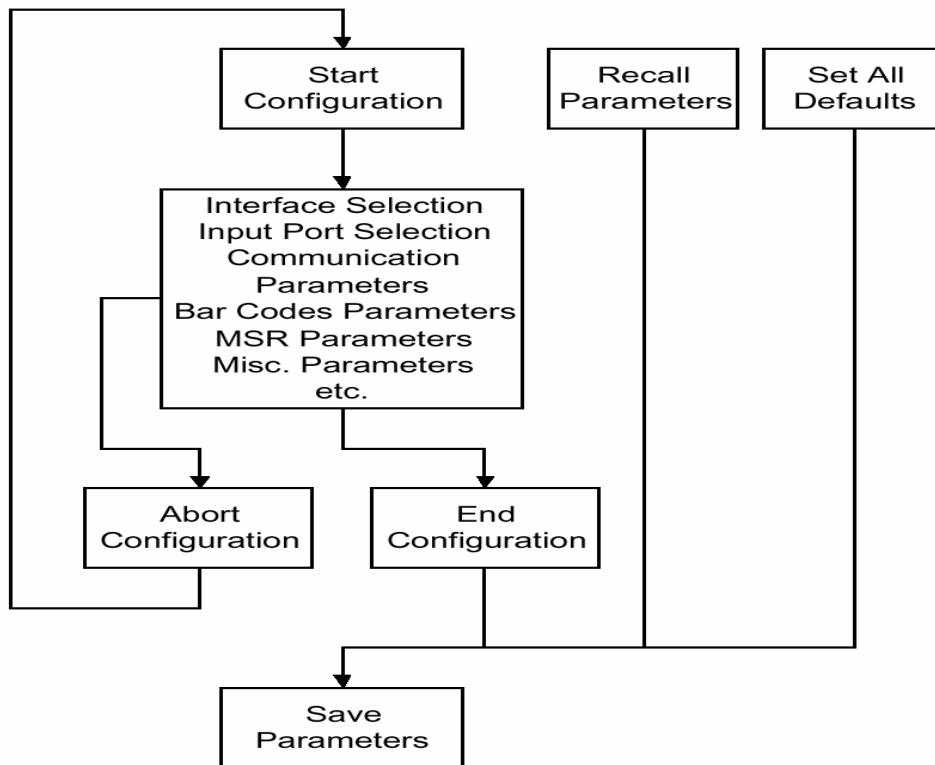 Start
Configuration
Recall
Parameters
Set All
Defaults
Interface Selection
Input Port Selection
Communication
Parameters
Bar Codes Parameters
MSR Parameters
Misc. Parameters
etc.
Abort
Configuration
End
Configuration
Save
Parameters